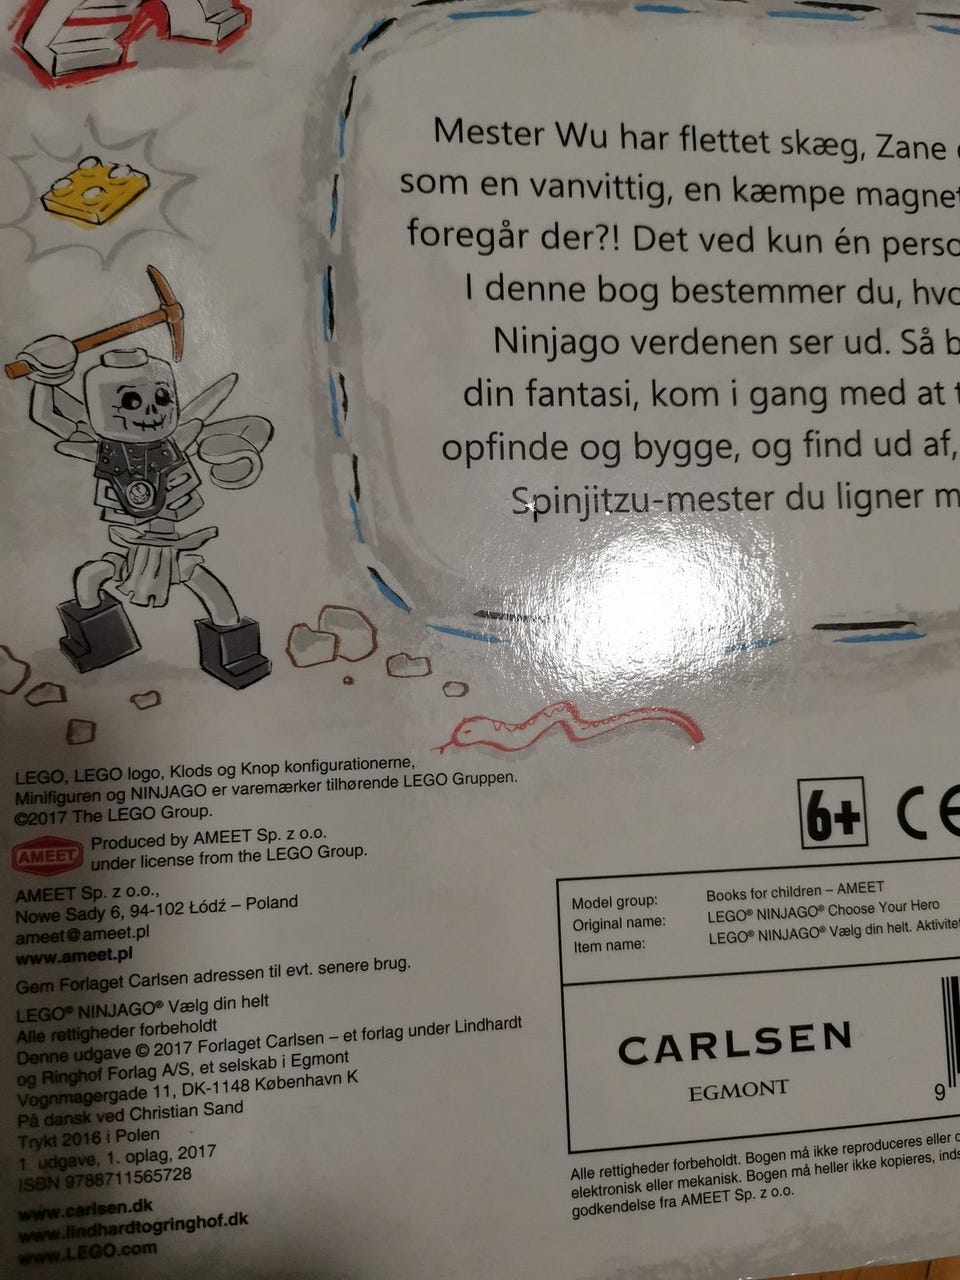 Mester Wu har flettet skæg, Zane
som en vanvittig, en kæmpe magnet
foregår der?! Det ved kun én
I denne bog bestemmer du,
Ninjago verdenen ser ud. Så
din fantasi, kom i gang med at
opfinde og bygge, og find ud af,
Spinjitzu-mester du ligner
LEGO, LEGO logo, Klods og Knop konfigurationerne,
Minifiguren og NINJAGO er varemærker tilhørende LEGO Gruppen.
©2017 The LEGO Group.
AMEET
Produced by AMEET Sp. z o.o.
under license from the LEGO Group.
AMEET Sp. z o.o.,
Nowe Sady 6, 94-102 Łódź – Poland
ameet@ameet.pl
www.ameet.pl
Gem Forlaget Carlsen adressen til evt. senere brug.
LEGO® NINJAGO® Vælg din helt
Alle rettigheder forbeholdt
Denne udgave © 2017 Forlaget Carlsen – et forlag under Lindhardt
og Ringhof Forlag A/S, et selskab i Egmont
Vognmagergade 11, DK-1148 København K
På dansk ved Christian Sand
Trykt 2016 i Polen
1. udgave, 1. oplag, 2017
ISBN 9788711565728
www.carlsen.dk
www.lindhardtogringhof.dk
www.LEGO.com
6+
CE
Model group: Books for children – AMEET
Original name: LEGO® NINJAGO® Choose Your Hero
Item name: LEGO® NINJAGO® Vælg din helt.
CARLSEN
EGMONT
9
Alle rettigheder forbeholdt. Bogen må ikke reproduceres eller
elektronisk eller mekanisk. Bogen må heller ikke kopieres,
godkendelse fra AMEET Sp. z o.o.